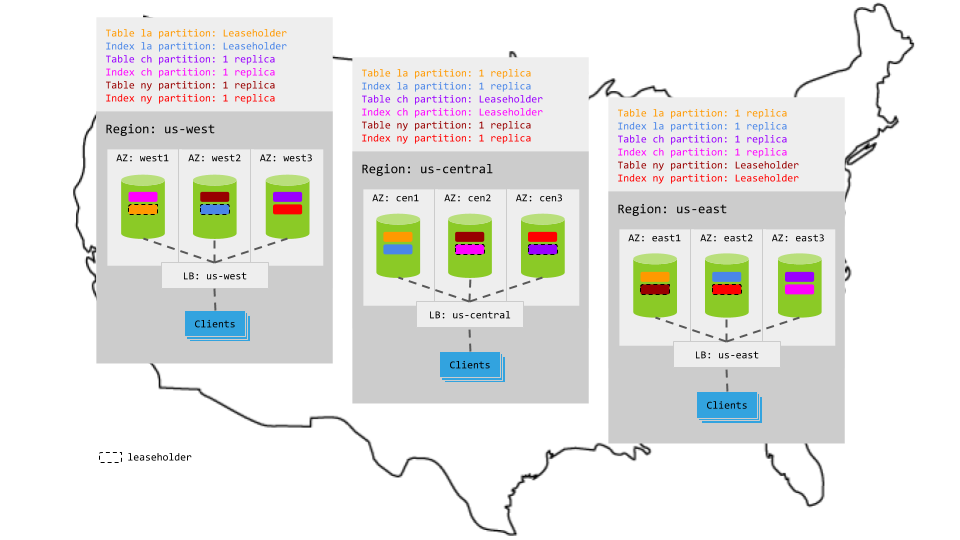 Table la partition: Leaseholder
Index la partition: Leaseholder
Table ch partition: 1 replica
Index ch partition: 1 replica
Table ny partition: 1 replica
Index ny partition: 1 replica
Region: us-west
AZ: west1
AZ: west2
AZ: west3
LB: us-west
Clients
Table la partition: 1 replica
Index la partition: 1 replica
Table ch partition: Leaseholder
Index ch partition: Leaseholder
Table ny partition: 1 replica
Index ny partition: 1 replica
Region: us-central
AZ: cen1
AZ: cen2
AZ: cen3
LB: us-central
Clients
Table la partition: 1 replica
Index la partition: 1 replica
Table ch partition: 1 replica
Index ch partition: 1 replica
Table ny partition: Leaseholder
Index ny partition: Leaseholder
Region: us-east
AZ: east1
AZ: east2
AZ: east3
LB: us-east
Clients
leaseholder